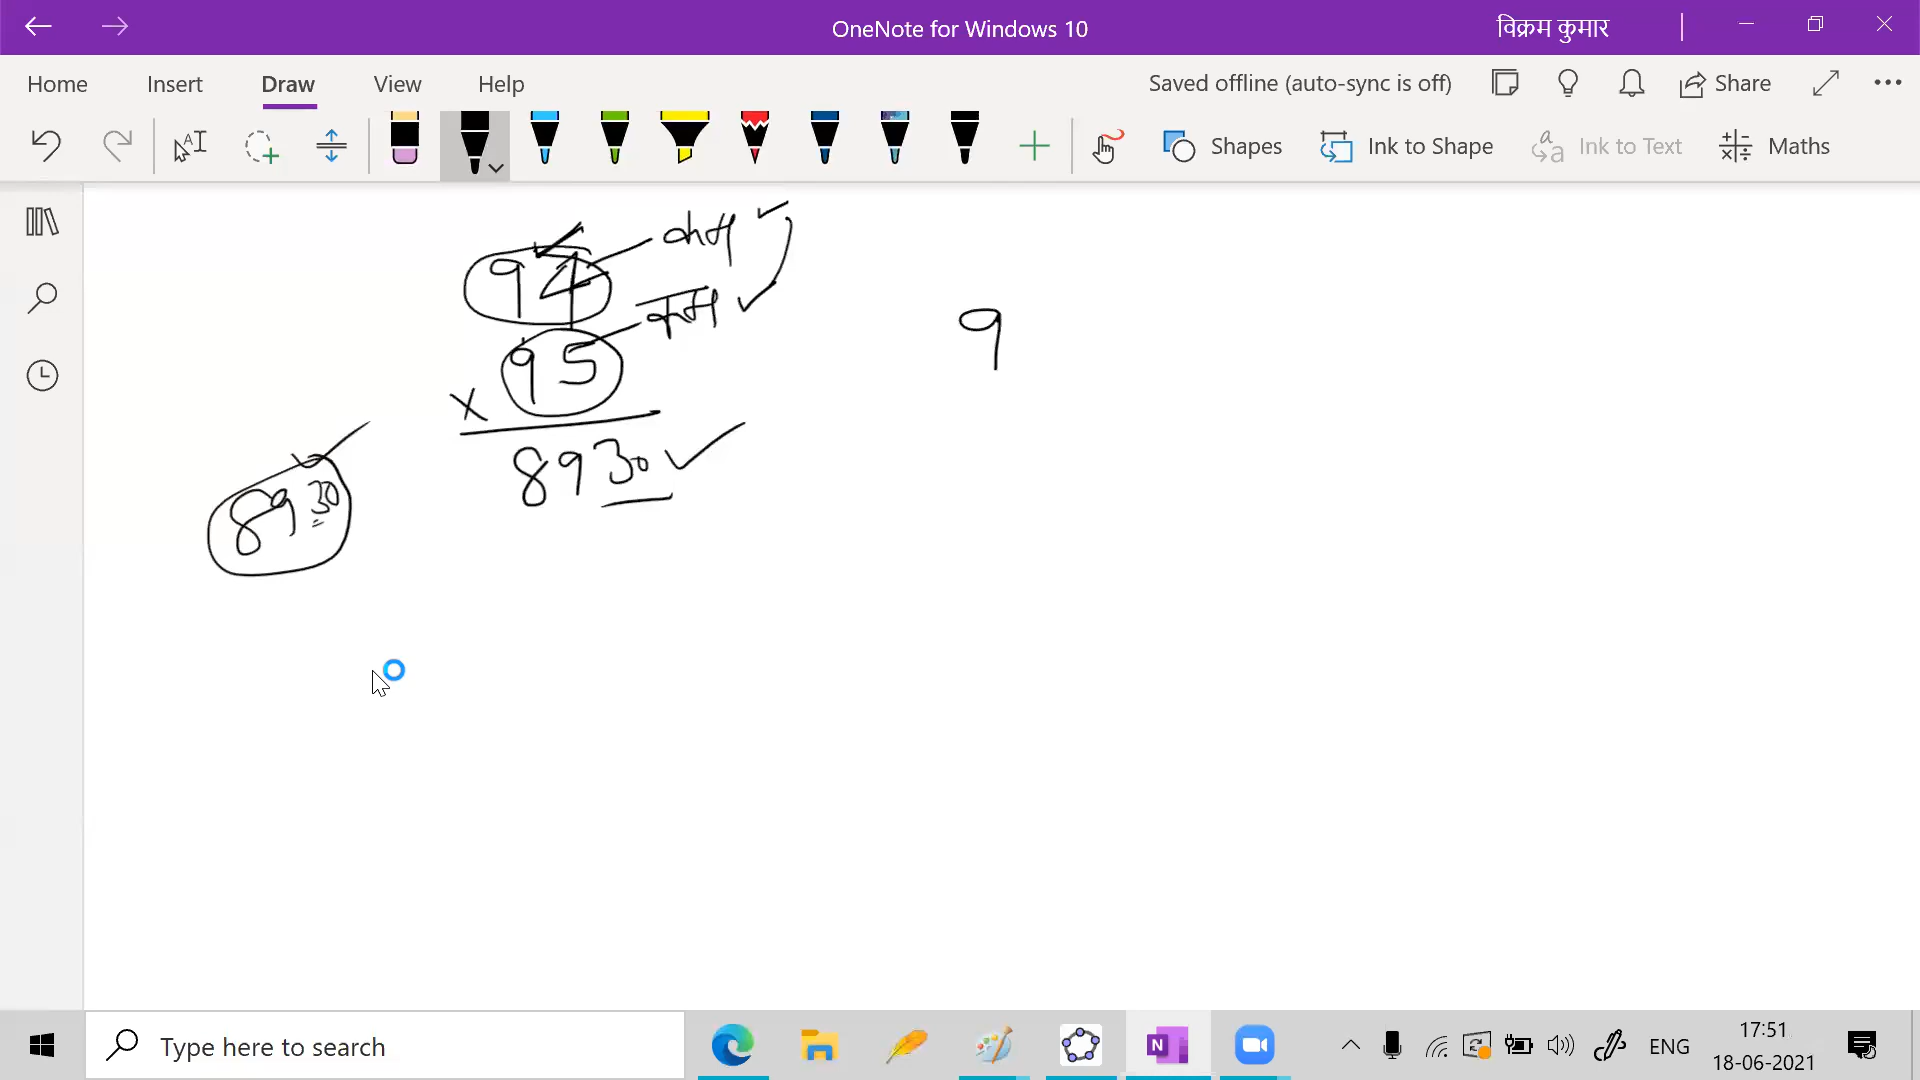 OneNote for Windows 10
विक्रम कुमार
Home Insert Draw View Help
Saved offline (auto-sync is off)
Share
Shapes
Ink to Shape
Ink to Text
Maths
94
कम
× 95
कम
8930
8930
9
Type here to search
ENG
17:51
18-06-2021